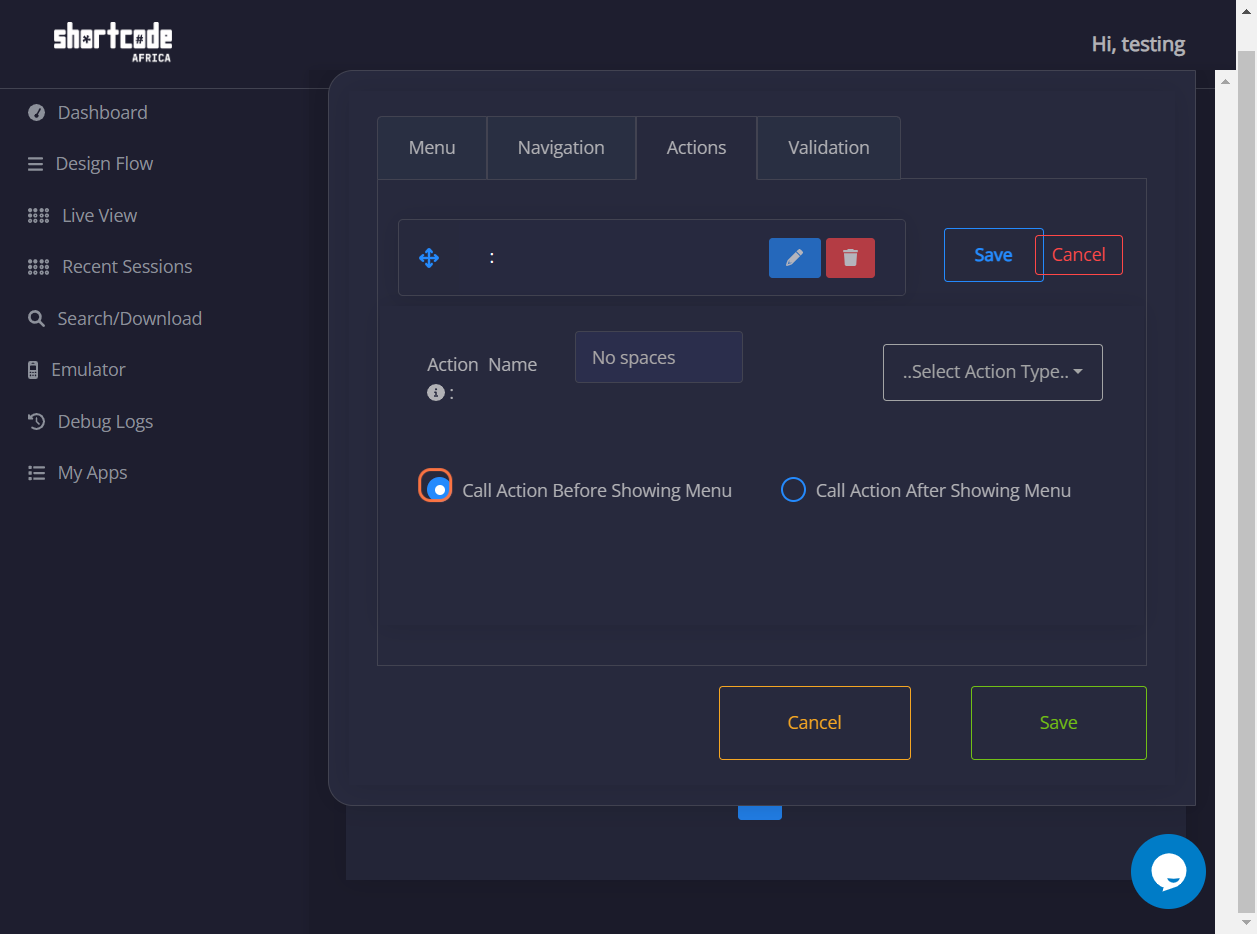 shortcode
AFRICA
Hi, testing
Dashboard
Design Flow
Live View
Recent Sessions
Search/Download
Emulator
Debug Logs
My Apps
Menu
Navigation
Actions
Validation
:
Save
Cancel
Action Name
:
No spaces
..Select Action Type..
Call Action Before Showing Menu
Call Action After Showing Menu
Cancel
Save